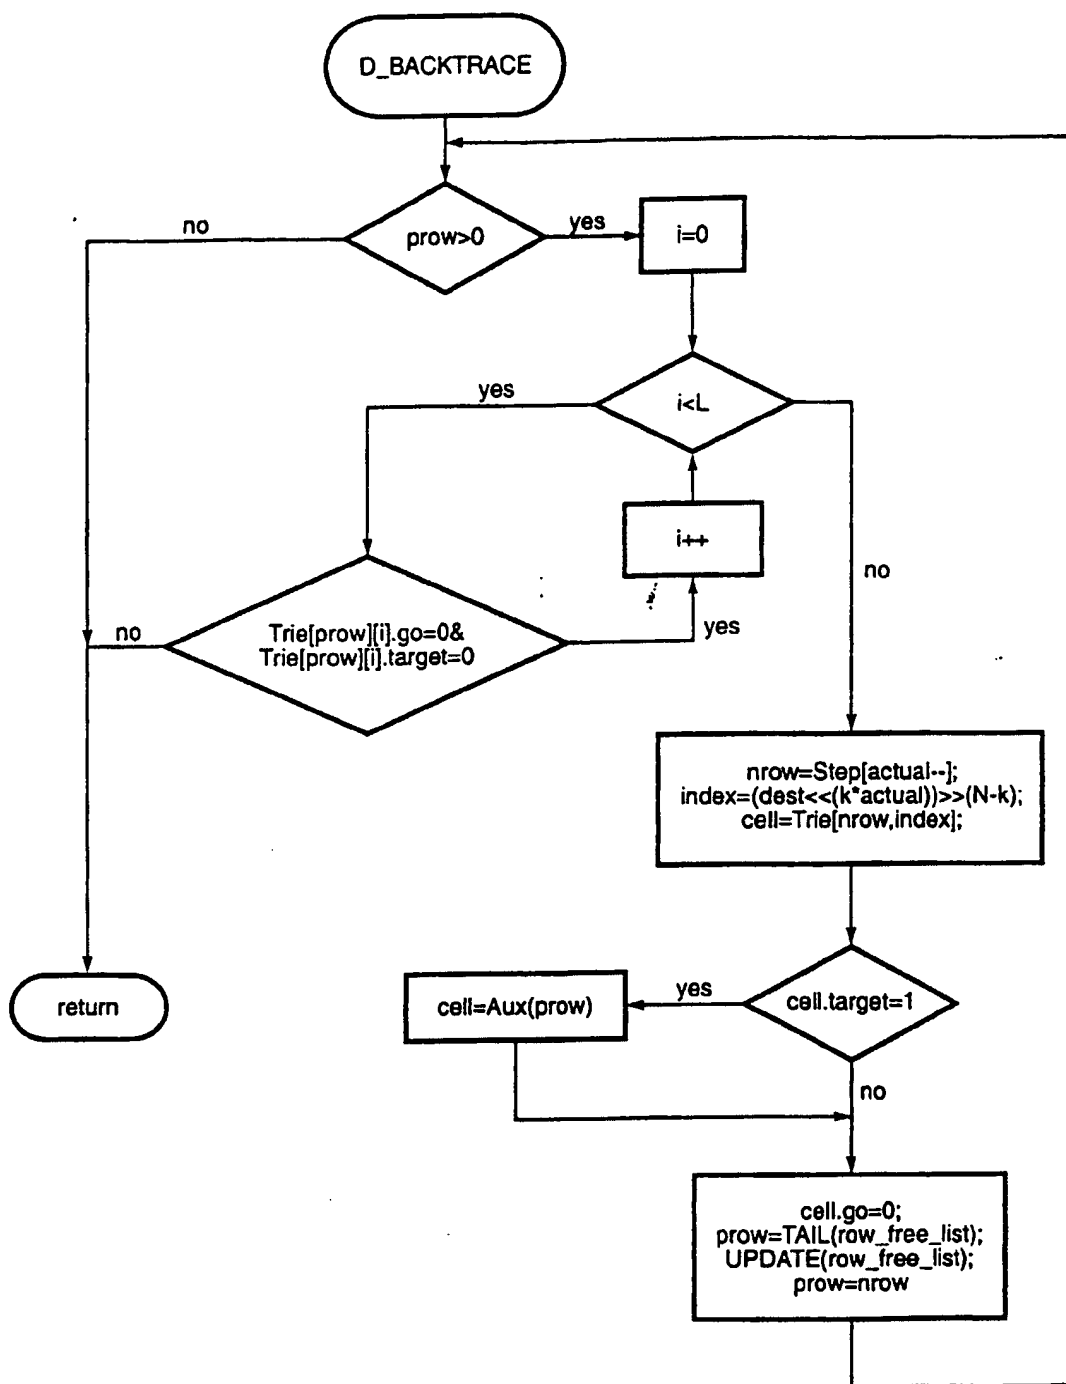 D_BACKTRACE
no
prow>0
yes
i=0
yes
i<L
i++
no
no
Trie[prow][i].go=0&
Trie[prow][i].target=0
yes
nrow=Step[actual--];
index=(dest<<(k*actual))>>(N-k);
cell=Trie[nrow,index];
return
cell=Aux(prow)
yes
cell.target=1
no
cell.go=0;
prow=TAIL(row_free_list);
UPDATE(row_free_list);
prow=nrow